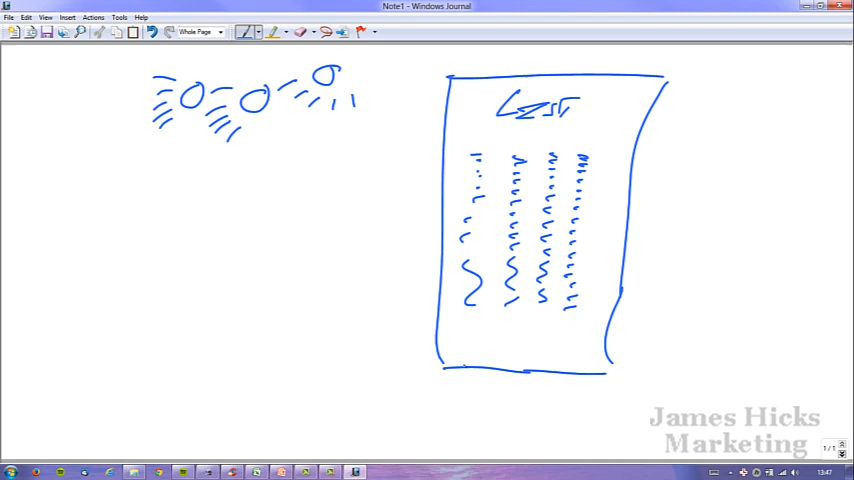 Note1 - Windows Journal
File Edit View Insert Actions Tools Help
Whole Page
List
James Hicks
Marketing
1/1
13:47